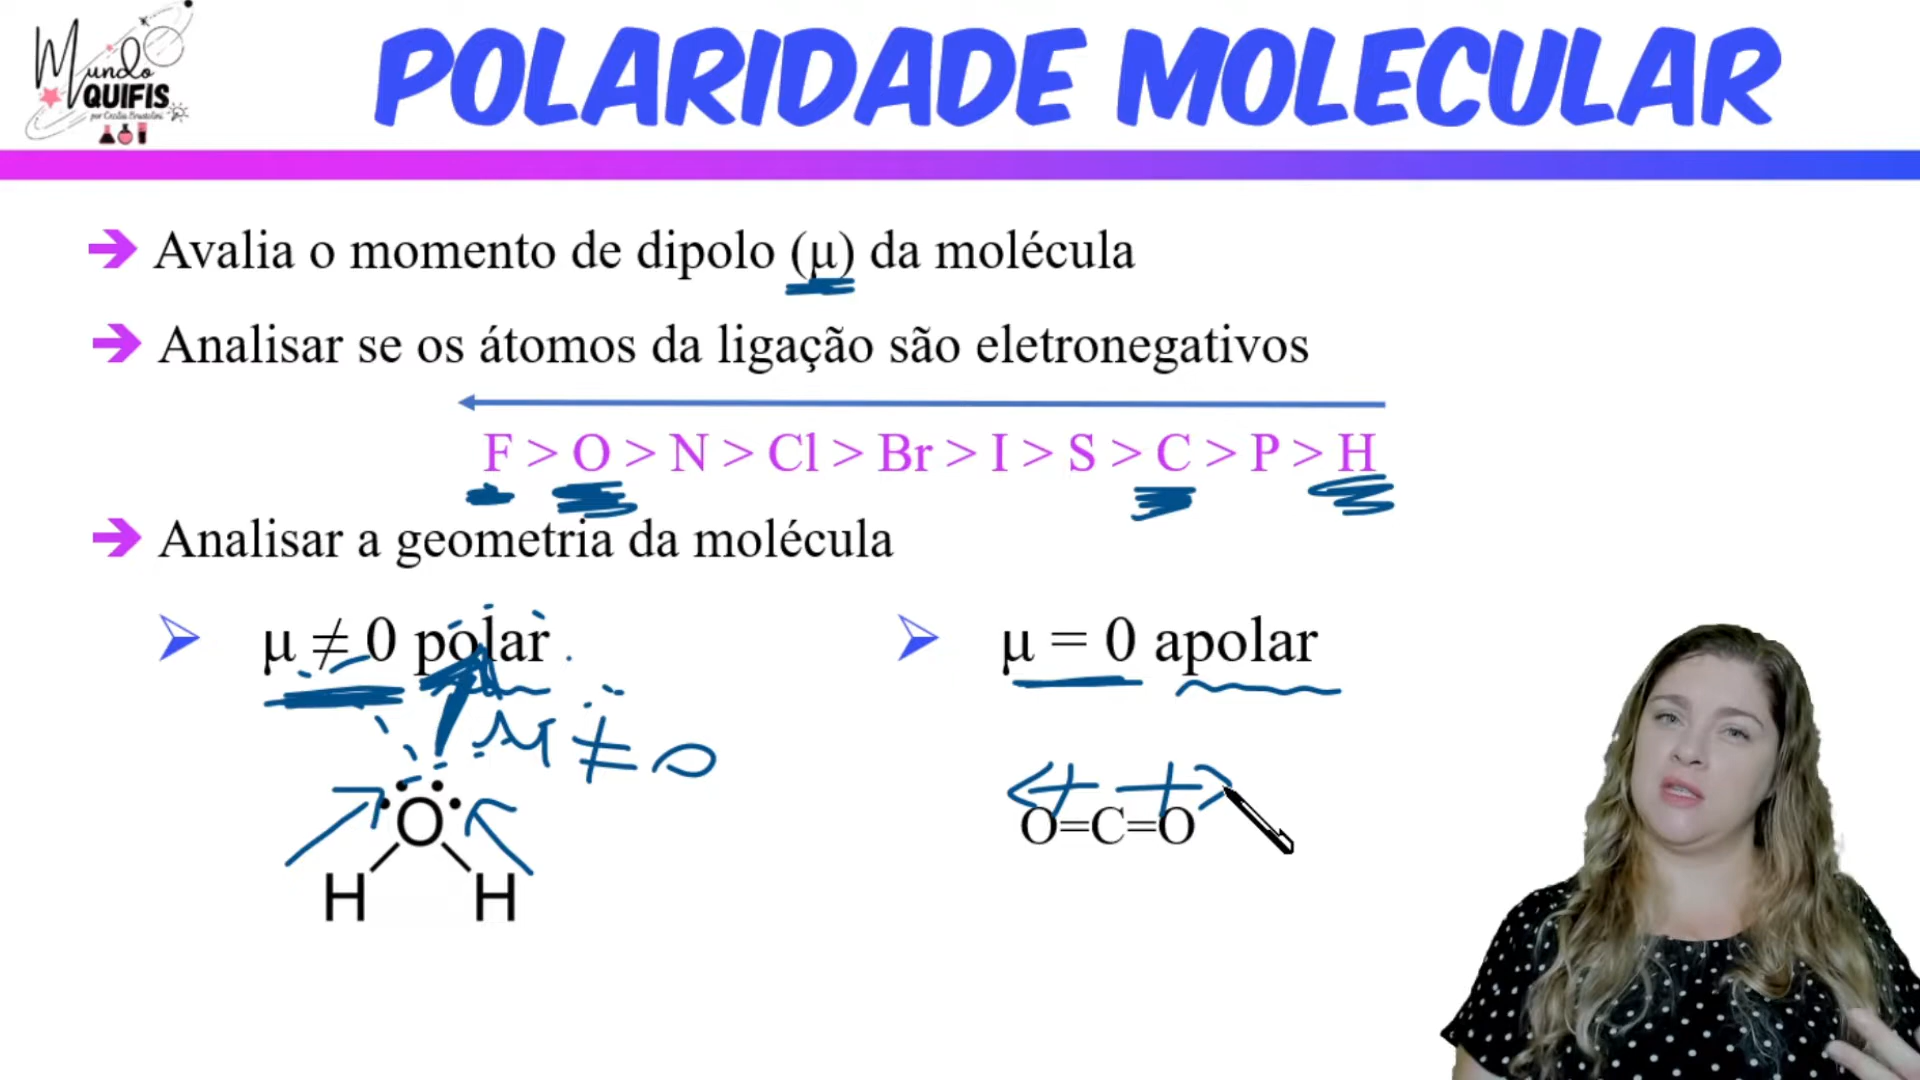 Mundo
QUIFIS
POLARIDADE MOLECULAR
Avalia o momento de dipolo (μ) da molécula
Analisar se os átomos da ligação são eletronegativos
F > O > N > Cl > Br > I > S > C > P > H
Analisar a geometria da molécula
μ ≠ 0 polar
μ = 0 apolar
μ ≠ 0
O
H H
O=C=O